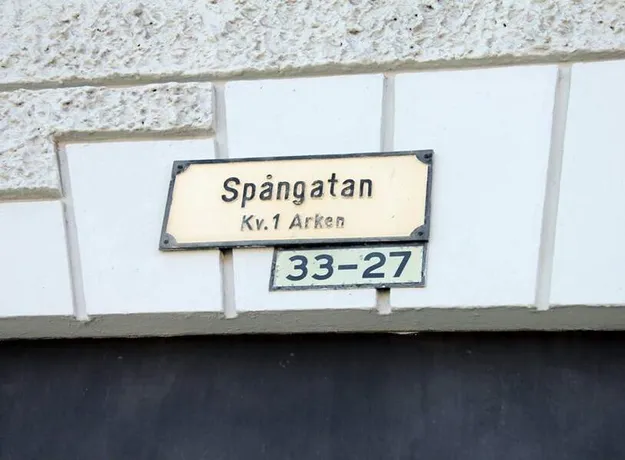 Spångatan
Kv.1 Arken
33-27